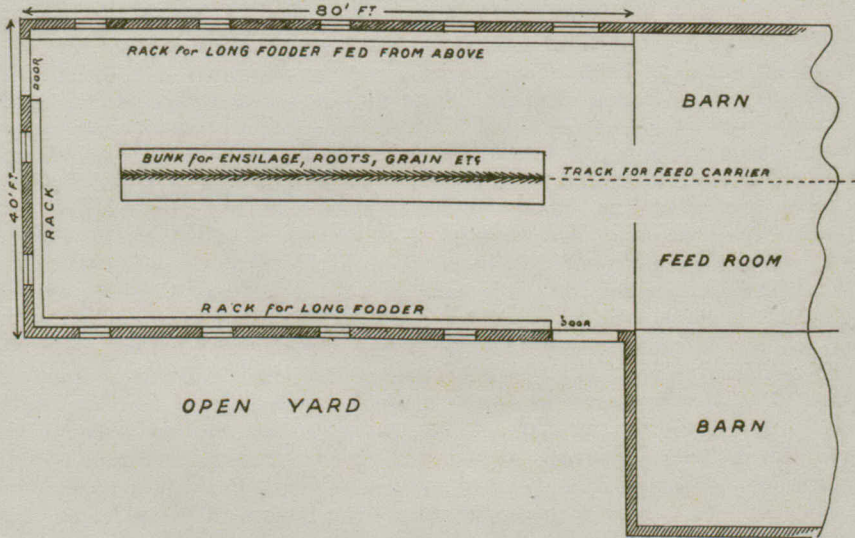 80' FT.
RACK for LONG FODDER FED FROM ABOVE
DOOR
BARN
BUNK for ENSILAGE, ROOTS, GRAIN ETC
TRACK FOR FEED CARRIER
40' FT.
RACK
FEED ROOM
RACK for LONG FODDER
DOOR
OPEN YARD
BARN